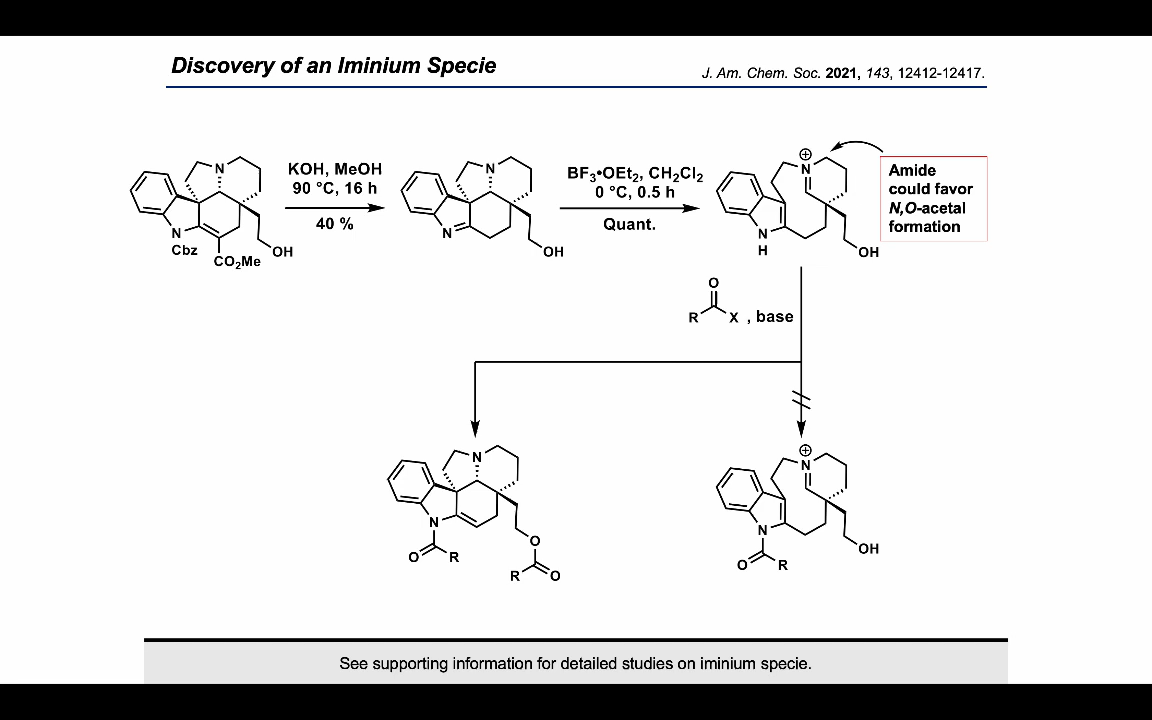 Discovery of an Iminium Specie
J. Am. Chem. Soc. 2021, 143, 12412-12417.
KOH, MeOH
90 °C, 16 h
40 %
BF₃•OEt₂, CH₂Cl₂
0 °C, 0.5 h
Quant.
Amide
could favor
N,O-acetal
formation
N
N
Cbz
CO₂Me
OH
N
N
OH
⊕
N
N
H
OH
O
R
X , base
N
N
O
R
O
R
O
⊕
N
N
O
R
OH
See supporting information for detailed studies on iminium specie.